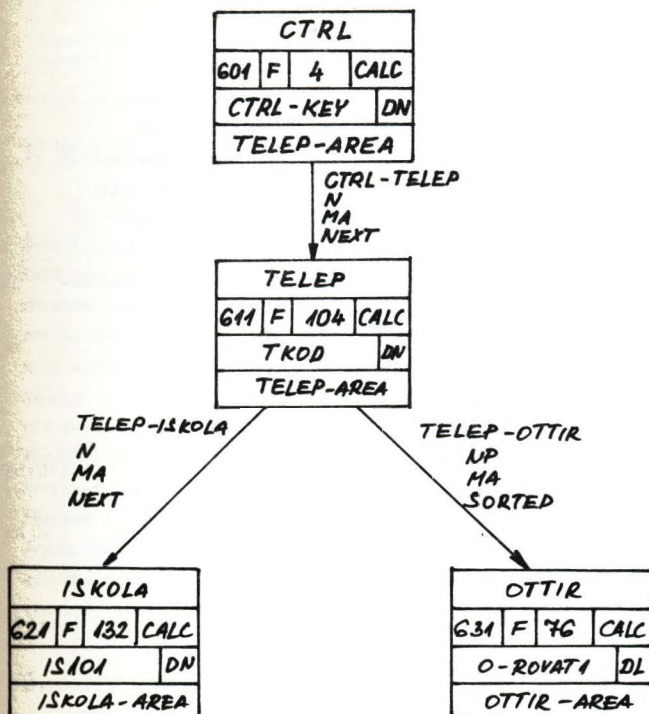 CTRL
601 F 4 CALC
CTRL-KEY DN
TELEP-AREA
CTRL-TELEP
N
MA
NEXT
TELEP
611 F 104 CALC
TKOD DN
TELEP-AREA
TELEP-ISKOLA
N
MA
NEXT
TELEP-OTTIR
NP
MA
SORTED
ISKOLA
621 F 132 CALC
IS101 DN
ISKOLA-AREA
OTTIR
631 F 76 CALC
O-ROVAT1 DL
OTTIR-AREA